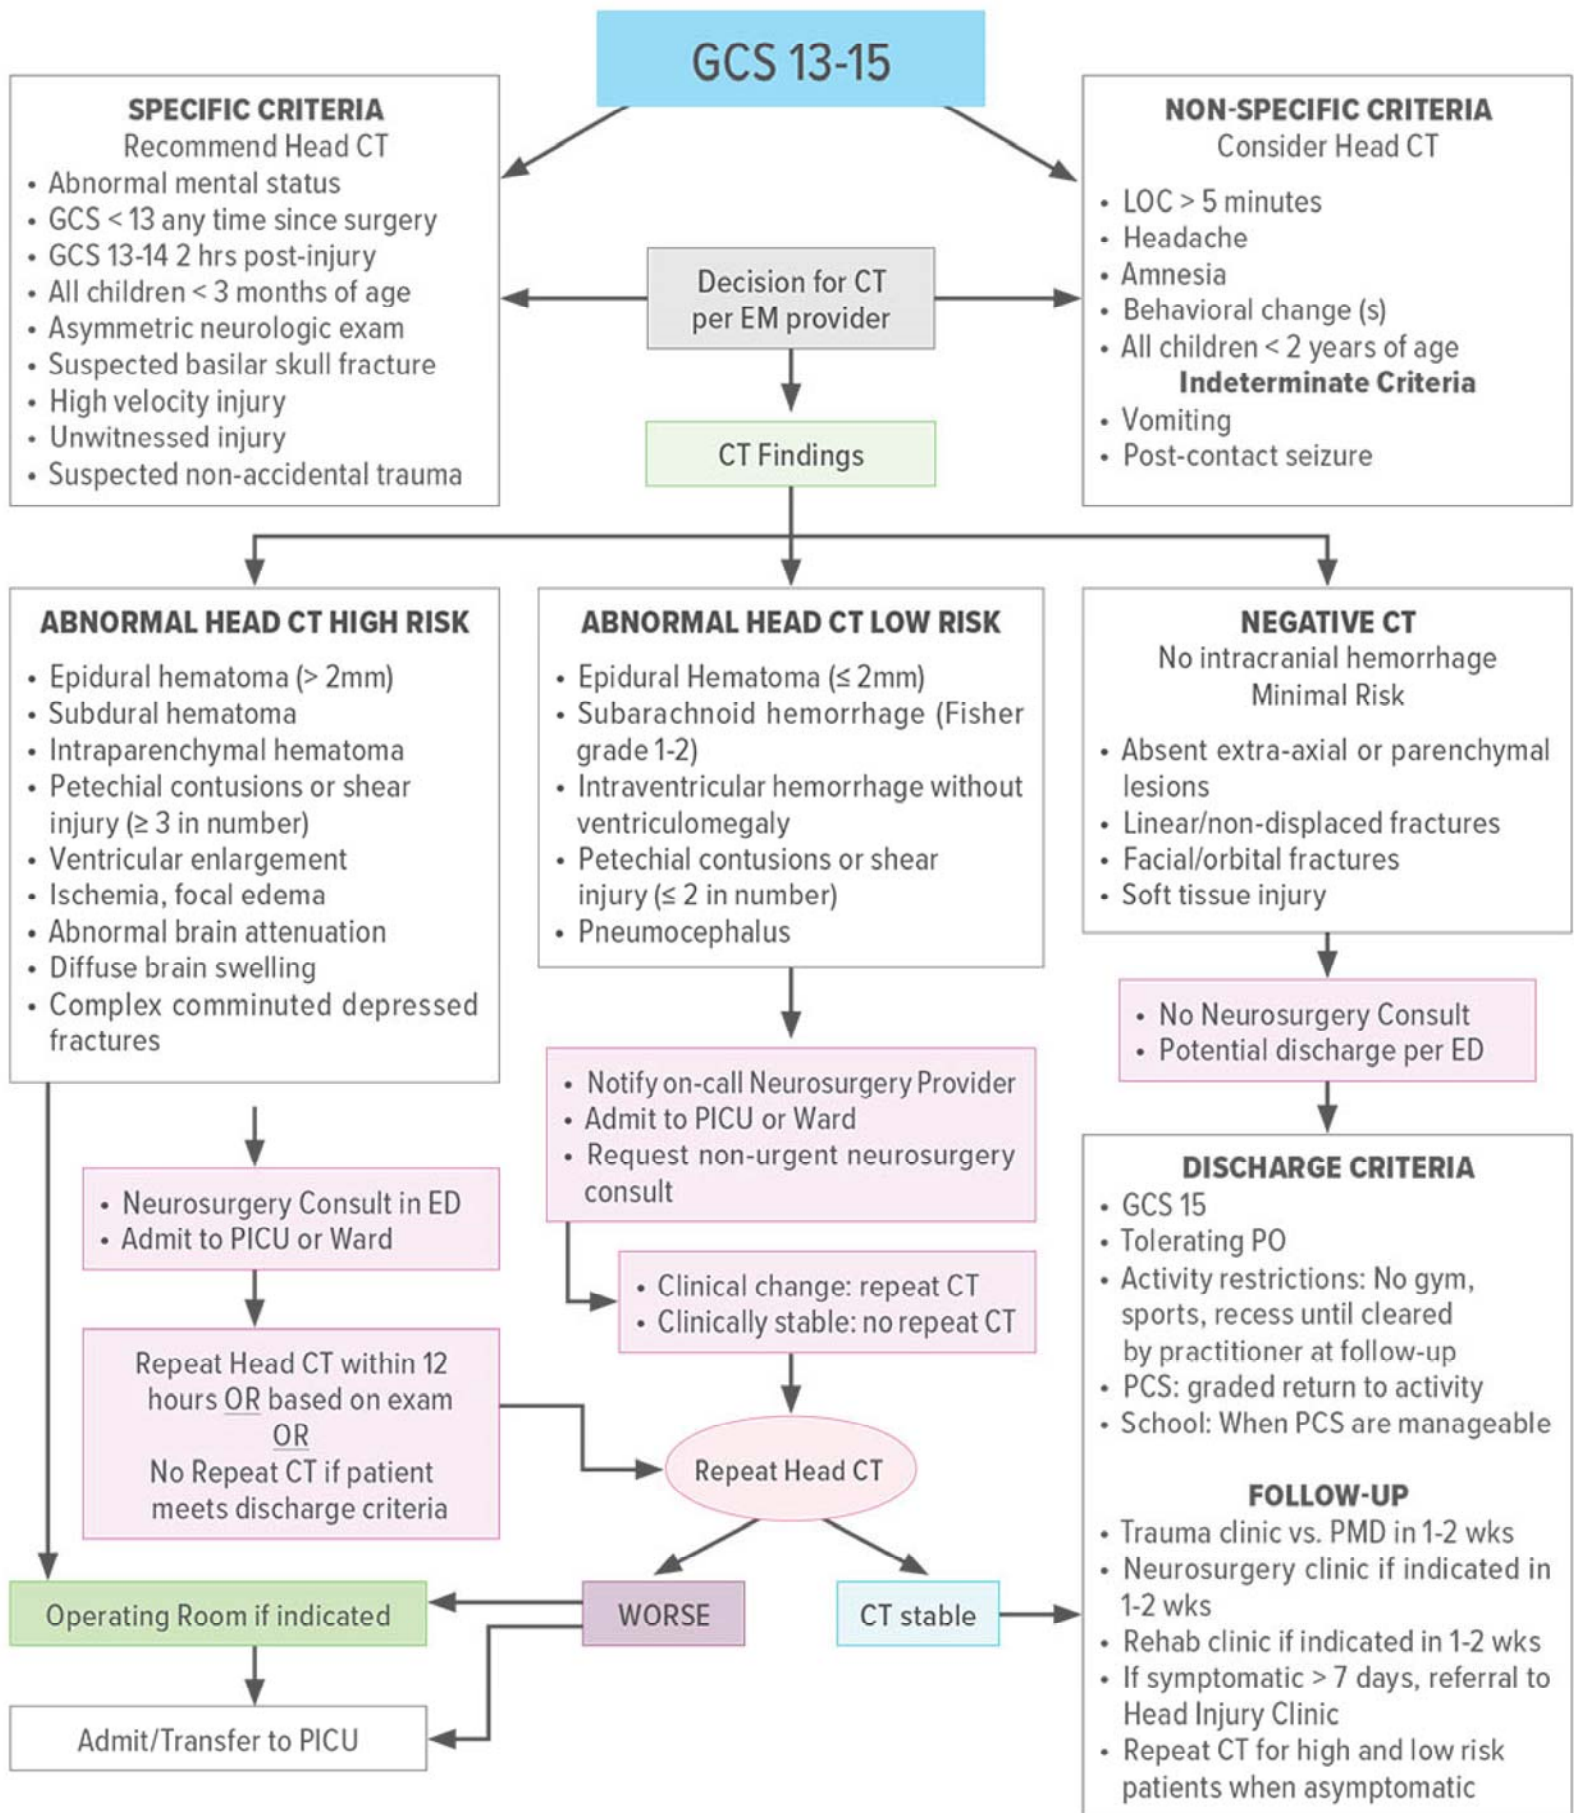 GCS 13-15
SPECIFIC CRITERIA
Recommend Head CT
• Abnormal mental status
• GCS < 13 any time since surgery
• GCS 13-14 2 hrs post-injury
• All children < 3 months of age
• Asymmetric neurologic exam
• Suspected basilar skull fracture
• High velocity injury
• Unwitnessed injury
• Suspected non-accidental trauma
NON-SPECIFIC CRITERIA
Consider Head CT
• LOC > 5 minutes
• Headache
• Amnesia
• Behavioral change (s)
• All children < 2 years of age
Indeterminate Criteria
• Vomiting
• Post-contact seizure
Decision for CT
per EM provider
CT Findings
ABNORMAL HEAD CT HIGH RISK
• Epidural hematoma (> 2mm)
• Subdural hematoma
• Intraparenchymal hematoma
• Petechial contusions or shear
injury (≥ 3 in number)
• Ventricular enlargement
• Ischemia, focal edema
• Abnormal brain attenuation
• Diffuse brain swelling
• Complex comminuted depressed
fractures
ABNORMAL HEAD CT LOW RISK
• Epidural Hematoma (≤ 2mm)
• Subarachnoid hemorrhage (Fisher
grade 1-2)
• Intraventricular hemorrhage without
ventriculomegaly
• Petechial contusions or shear
injury (≤ 2 in number)
• Pneumocephalus
NEGATIVE CT
No intracranial hemorrhage
Minimal Risk
• Absent extra-axial or parenchymal
lesions
• Linear/non-displaced fractures
• Facial/orbital fractures
• Soft tissue injury
• No Neurosurgery Consult
• Potential discharge per ED
• Notify on-call Neurosurgery Provider
• Admit to PICU or Ward
• Request non-urgent neurosurgery
consult
• Neurosurgery Consult in ED
• Admit to PICU or Ward
• Clinical change: repeat CT
• Clinically stable: no repeat CT
Repeat Head CT within 12
hours OR based on exam
OR
No Repeat CT if patient
meets discharge criteria
Repeat Head CT
Operating Room if indicated
WORSE
CT stable
Admit/Transfer to PICU
DISCHARGE CRITERIA
• GCS 15
• Tolerating PO
• Activity restrictions: No gym,
sports, recess until cleared
by practitioner at follow-up
• PCS: graded return to activity
• School: When PCS are manageable
FOLLOW-UP
• Trauma clinic vs. PMD in 1-2 wks
• Neurosurgery clinic if indicated in
1-2 wks
• Rehab clinic if indicated in 1-2 wks
• If symptomatic > 7 days, referral to
Head Injury Clinic
• Repeat CT for high and low risk
patients when asymptomatic